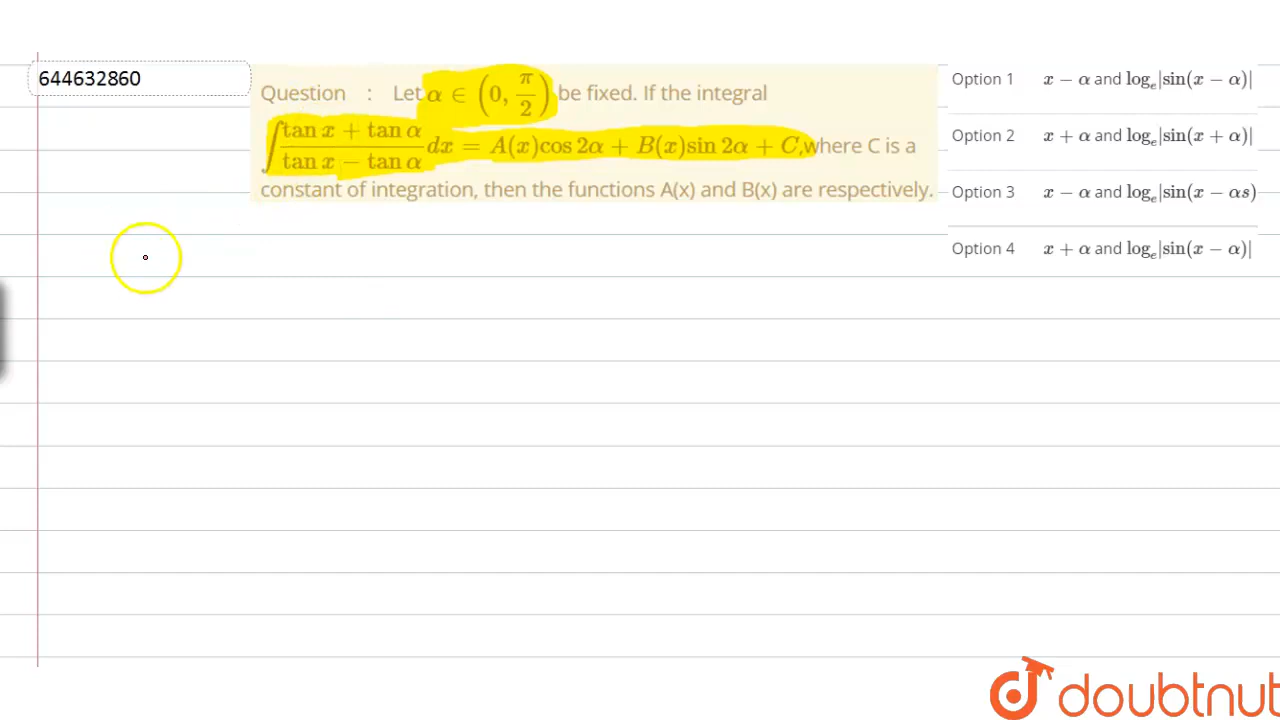 644632860
Question : Let α ∈ (0, π/2) be fixed. If the integral
∫ (tan x + tan α)/(tan x − tan α) dx = A(x)cos 2α + B(x)sin 2α + C, where C is a
constant of integration, then the functions A(x) and B(x) are respectively.
Option 1 x − α and logₑ|sin(x − α)|
Option 2 x + α and logₑ|sin(x + α)|
Option 3 x − α and logₑ|sin(x − αs)
Option 4 x + α and logₑ|sin(x − α)|
doubtnut